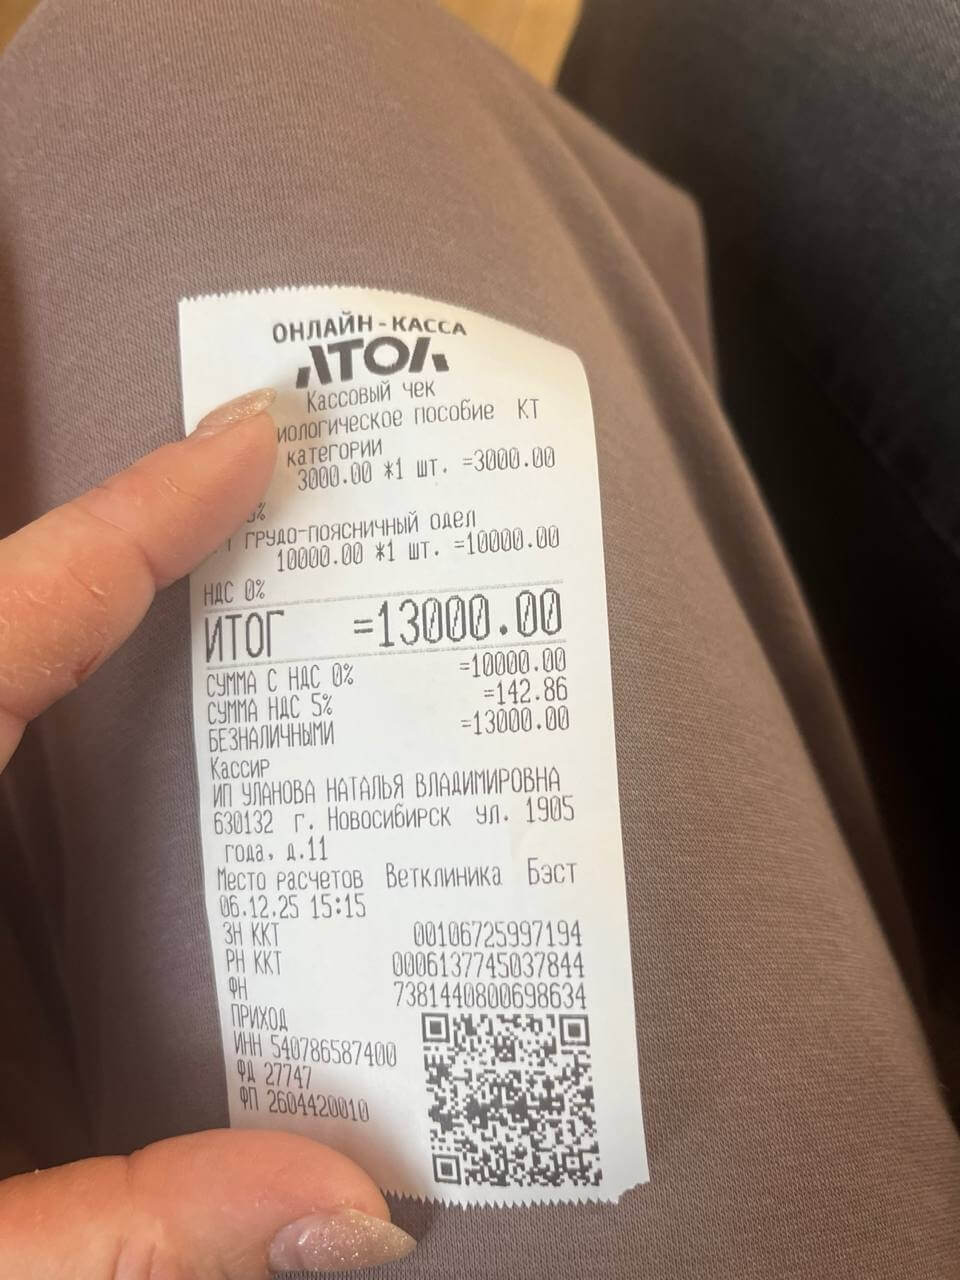 ОНЛАЙН-КАССА
АТОЛ
Кассовый чек
пособие КТ
категории
3000.00 *1 шт. =3000.00
ГРУДО-ПОЯСНИЧНЫЙ ОДЕЛ
10000.00 *1 шт. =10000.00
НДС 0%
ИТОГ =13000.00
СУММА С НДС 0% =10000.00
СУММА НДС 5% =142.86
БЕЗНАЛИЧНЫМИ =13000.00
Кассир
ИП УЛАНОВА НАТАЛЬЯ ВЛАДИМИРОВНА
630132 г. Новосибирск ул. 1905
года, д.11
Место расчетов Ветклиника Бэст
06.12.25 15:15
ЗН ККТ 00106725997194
РН ККТ 0006137745037844
ФН 7381440800698634
ПРИХОД
ИНН 540786587400
ФД 27747
ФП 2604420010